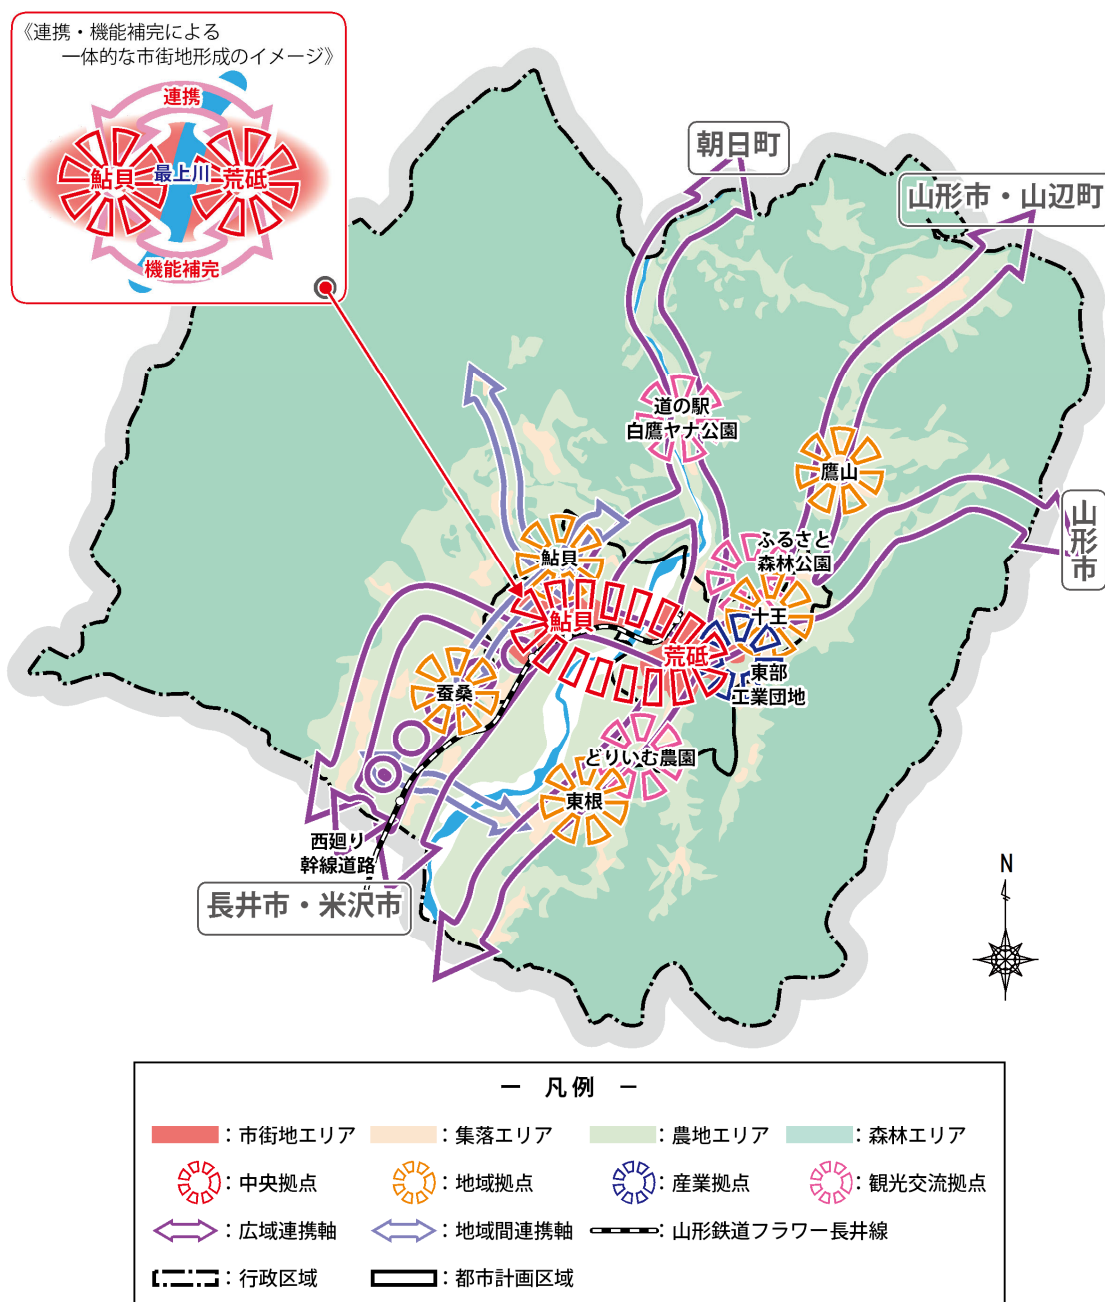 《連携・機能補完による
一体的な市街地形成のイメージ》
連携
鮎貝
最上川
荒砥
機能補完
朝日町
山形市・山辺町
道の駅
白鷹ヤナ公園
鷹山
山形市
ふるさと
森林公園
鮎貝
十王
鮎貝
荒砥
東部
工業団地
蚕桑
どりいむ農園
東根
西廻り
幹線道路
長井市・米沢市
N
― 凡例 ―
：市街地エリア
：集落エリア
：農地エリア
：森林エリア
：中央拠点
：地域拠点
：産業拠点
：観光交流拠点
：広域連携軸
：地域間連携軸
：山形鉄道フラワー長井線
：行政区域
：都市計画区域